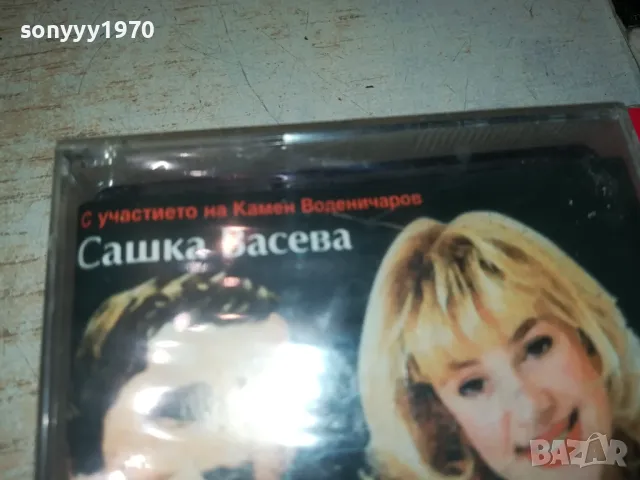 sonyyy1970
С участието на Камен Воденичаров
Сашка Васева
BAZAR